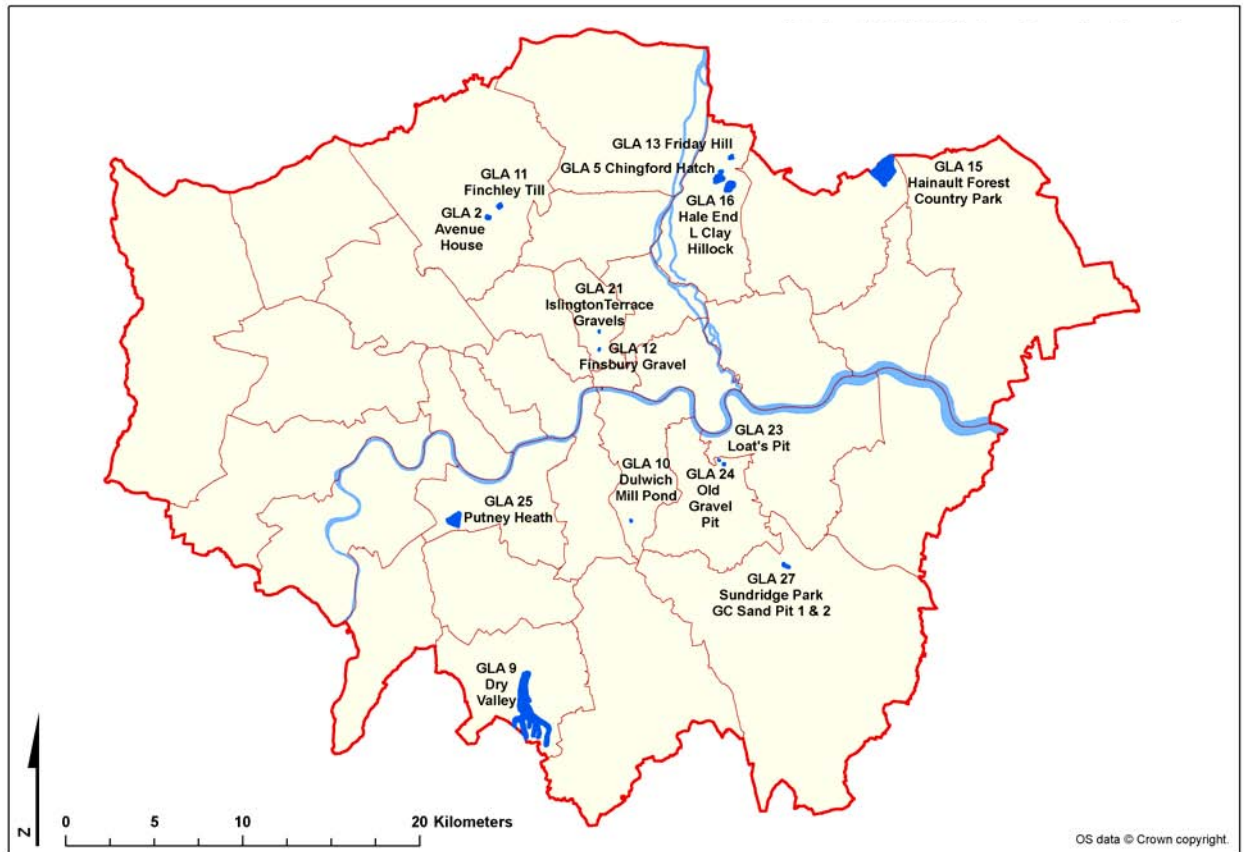 GLA 13 Friday Hill
GLA 5 Chingford Hatch
GLA 15
Hainault Forest
Country Park
GLA 11
Finchley Till
GLA 2
Avenue
House
GLA 16
Hale End
L Clay
Hillock
GLA 21
IslingtonTerrace
Gravels
GLA 12
Finsbury Gravel
GLA 23
Loat's Pit
GLA 10
Dulwich
Mill Pond
GLA 24
Old
Gravel
Pit
GLA 25
Putney Heath
GLA 27
Sundridge Park
GC Sand Pit 1 & 2
GLA 9
Dry
Valley
N
0 5 10 20 Kilometers
OS data © Crown copyright.